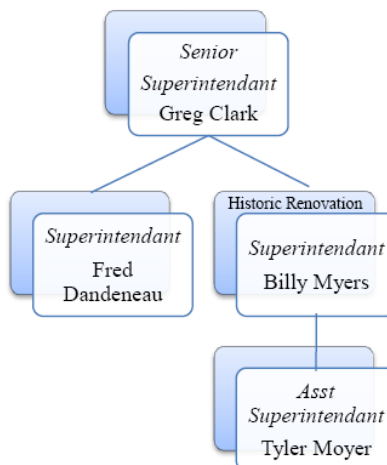 Senior
Superintendant
Greg Clark
Superintendant
Fred
Dandeneau
Historic Renovation
Superintendant
Billy Myers
Asst
Superintendant
Tyler Moyer